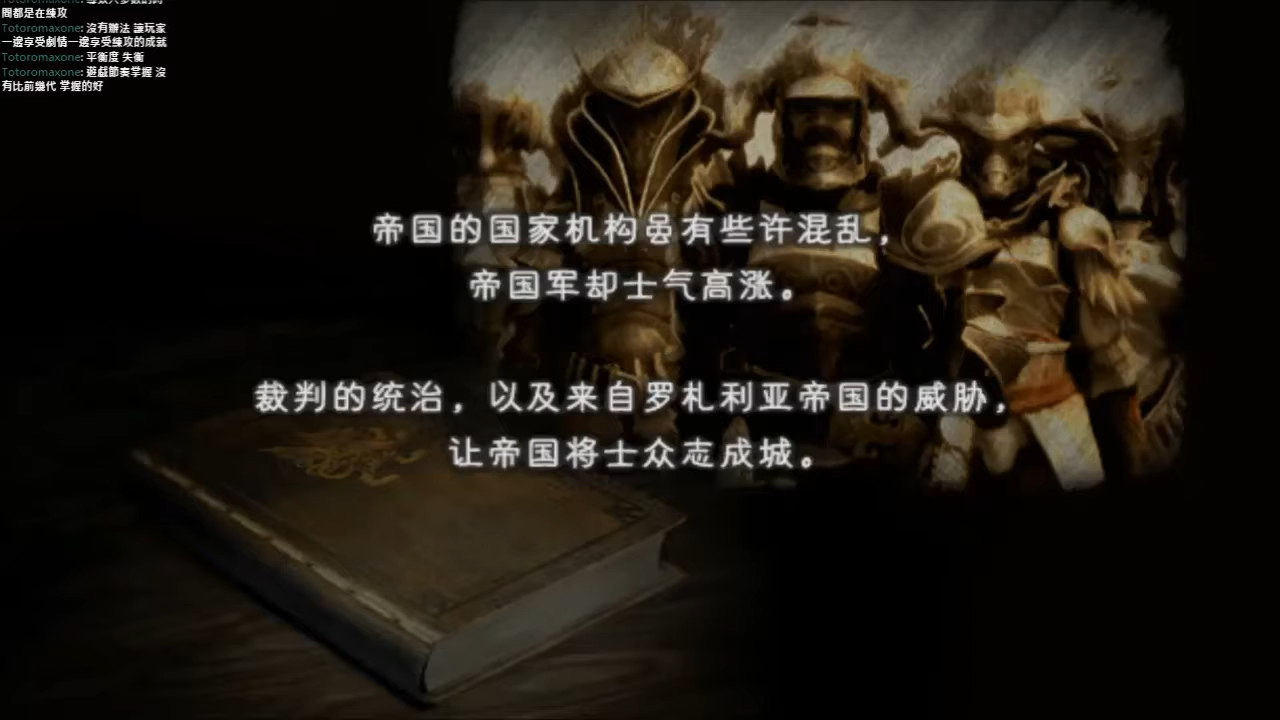 間都是在練攻
Totoromaxone: 沒有辦法 讓玩家
一邊享受劇情一邊享受練攻的成就
Totoromaxone: 平衡度 失衡
Totoromaxone: 遊戲節奏掌握 沒
有比前幾代 掌握的好
帝国的国家机构虽有些许混乱，
帝国军却士气高涨。
裁判的统治，以及来自罗札利亚帝国的威胁，
让帝国将士众志成城。